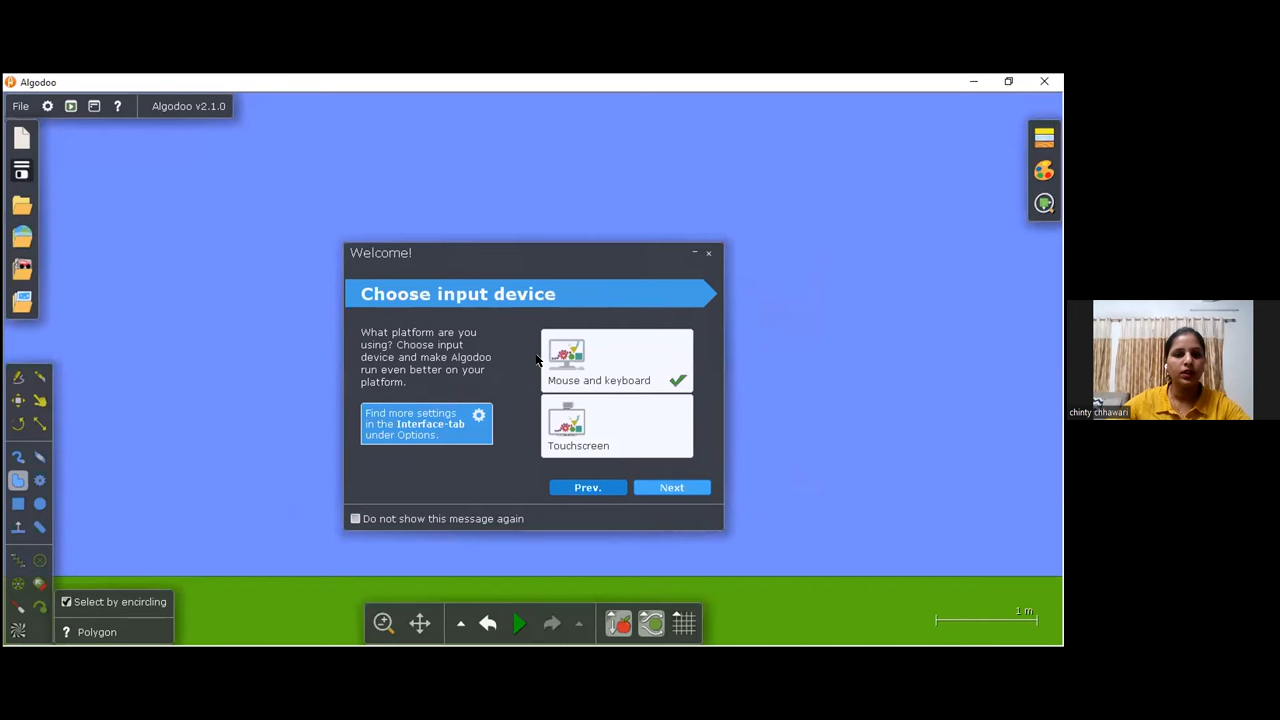 Algodoo
File
?
Algodoo v2.1.0
Welcome!
Choose input device
What platform are you
using? Choose input
device and make Algodoo
run even better on your
platform.
Find more settings
in the Interface-tab
under Options.
Mouse and keyboard
Touchscreen
Prev.
Next
Do not show this message again
Select by encircling
? Polygon
1 m
chinty chhawari